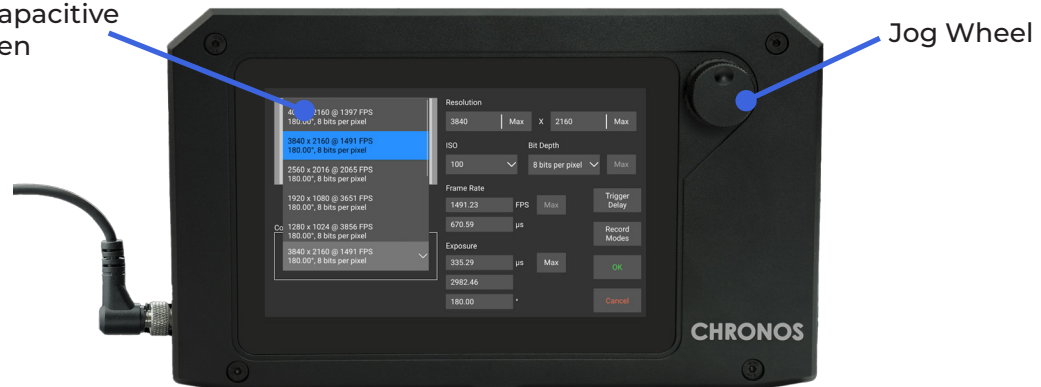 apacitive
en
Jog Wheel
2160 @ 1397 FPS
180.00°, 8 bits per pixel
3840 x 2160 @ 1491 FPS
180.00°, 8 bits per pixel
2560 x 2016 @ 2065 FPS
180.00°, 8 bits per pixel
1920 x 1080 @ 3651 FPS
180.00°, 8 bits per pixel
1280 x 1024 @ 3856 FPS
180.00°, 8 bits per pixel
Co
3840 x 2160 @ 1491 FPS
180.00°, 8 bits per pixel
Resolution
3840 Max X 2160 Max
ISO Bit Depth
100 8 bits per pixel Max
Frame Rate
1491.23 FPS Max
670.59 µs
Exposure
335.29 µs Max
2982.46
180.00 °
Trigger
Delay
Record
Modes
OK
Cancel
CHRONOS